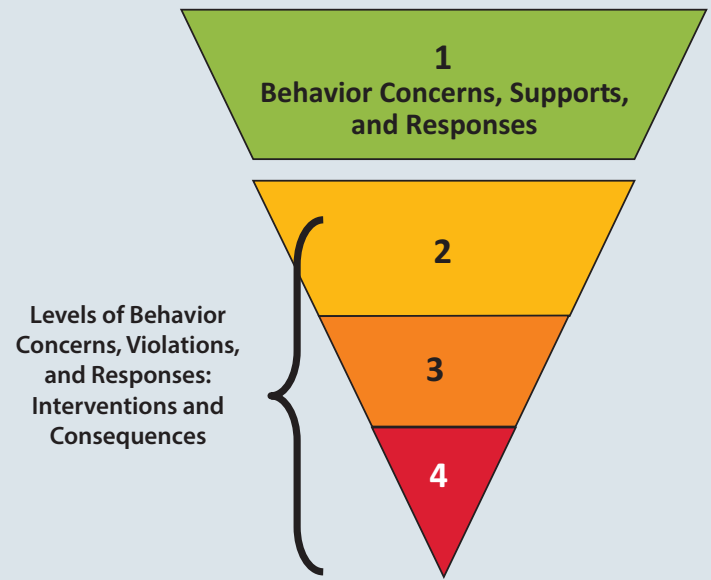 1
Behavior Concerns, Supports,
and Responses
2
Levels of Behavior
Concerns, Violations,
and Responses:
Interventions and
Consequences
3
4